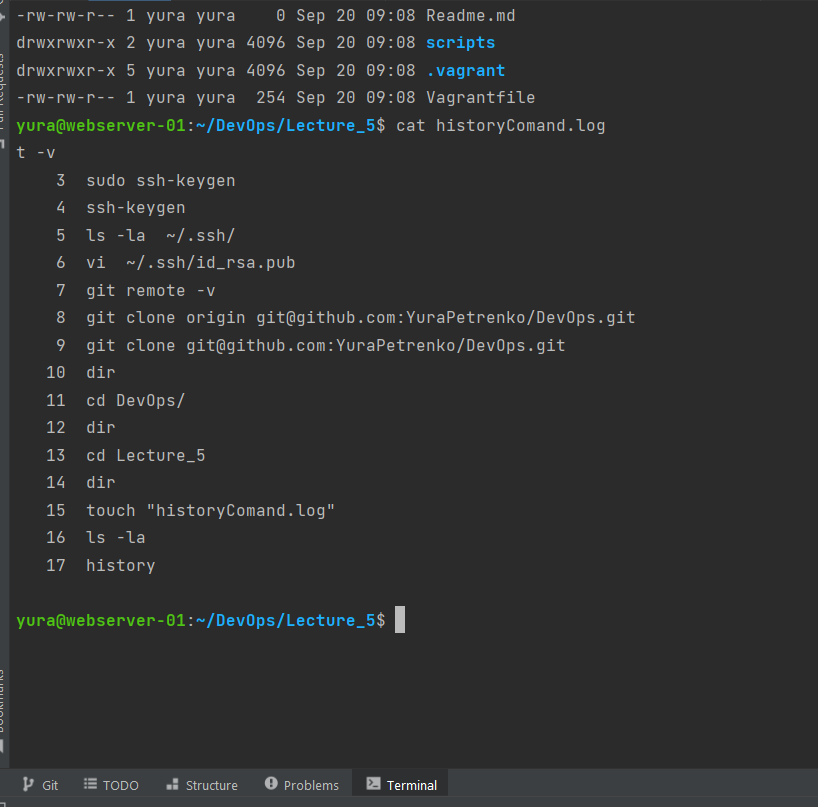 -rw-rw-r-- 1 yura yura    0 Sep 20 09:08 Readme.md
drwxrwxr-x 2 yura yura 4096 Sep 20 09:08 scripts
drwxrwxr-x 5 yura yura 4096 Sep 20 09:08 .vagrant
-rw-rw-r-- 1 yura yura  254 Sep 20 09:08 Vagrantfile
yura@webserver-01:~/DevOps/Lecture_5$ cat historyComand.log
t -v
    3  sudo ssh-keygen
    4  ssh-keygen
    5  ls -la  ~/.ssh/
    6  vi  ~/.ssh/id_rsa.pub
    7  git remote -v
    8  git clone origin git@github.com:YuraPetrenko/DevOps.git
    9  git clone git@github.com:YuraPetrenko/DevOps.git
   10  dir
   11  cd DevOps/
   12  dir
   13  cd Lecture_5
   14  dir
   15  touch "historyComand.log"
   16  ls -la
   17  history
yura@webserver-01:~/DevOps/Lecture_5$
Git TODO Structure Problems Terminal